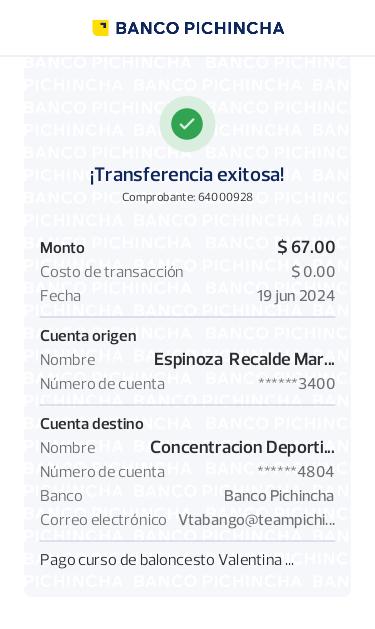 BANCO PICHINCHA
¡Transferencia exitosa!
Comprobante: 64000928
Monto $ 67.00
Costo de transacción $ 0.00
Fecha 19 jun 2024
Cuenta origen
Nombre Espinoza Recalde Mar...
Número de cuenta ******3400
Cuenta destino
Nombre Concentracion Deporti...
Número de cuenta ******4804
Banco Banco Pichincha
Correo electrónico Vtabango@teampichi...
Pago curso de baloncesto Valentina ...